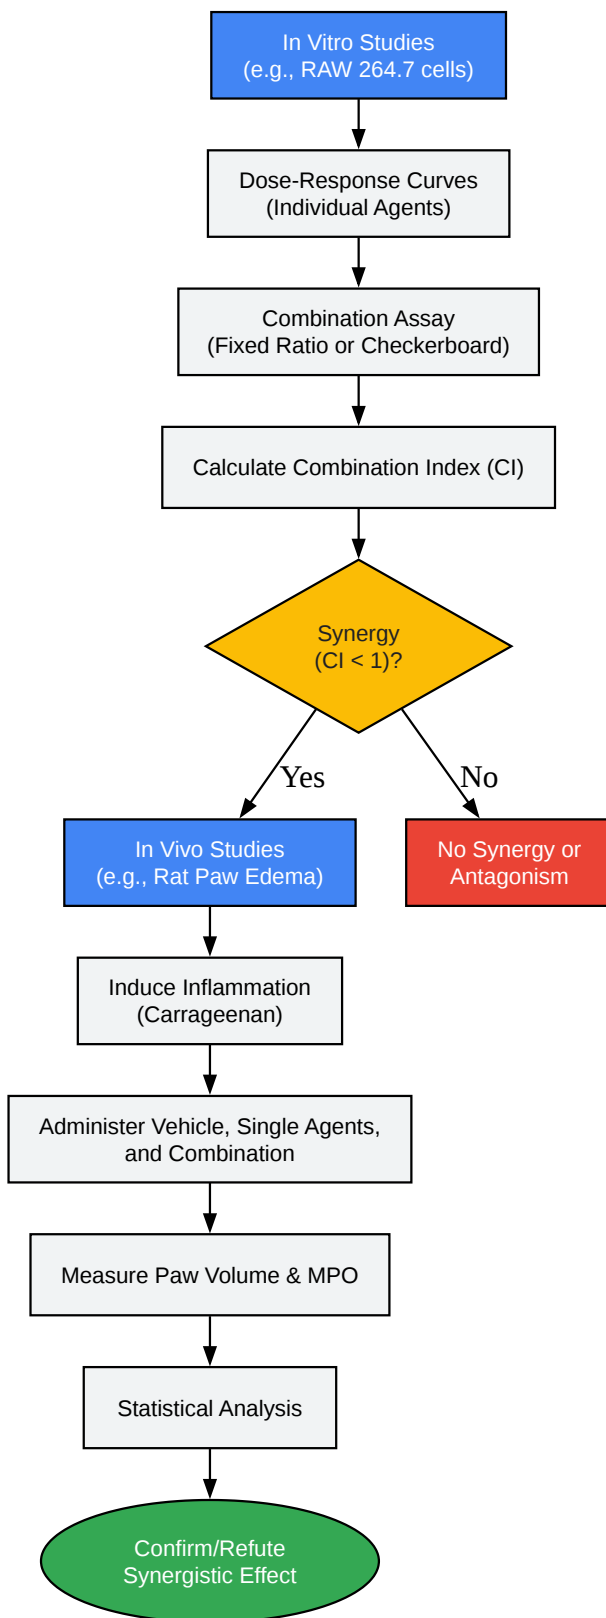 In Vitro Studies
(e.g., RAW 264.7 cells)
Dose-Response Curves
(Individual Agents)
Combination Assay
(Fixed Ratio or Checkerboard)
Calculate Combination Index (CI)
Synergy
(CI < 1)?
Yes
No
In Vivo Studies
(e.g., Rat Paw Edema)
No Synergy or
Antagonism
Induce Inflammation
(Carrageenan)
Administer Vehicle, Single Agents,
and Combination
Measure Paw Volume & MPO
Statistical Analysis
Confirm/Refute
Synergistic Effect